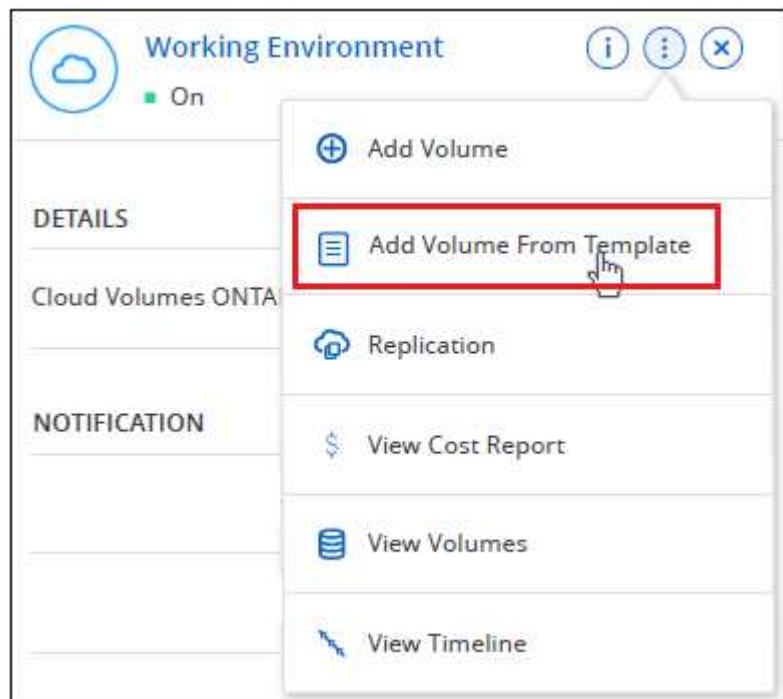 Working Environment
On
Add Volume
DETAILS
Add Volume From Template
Cloud Volumes ONTA
Replication
NOTIFICATION
$ View Cost Report
View Volumes
View Timeline